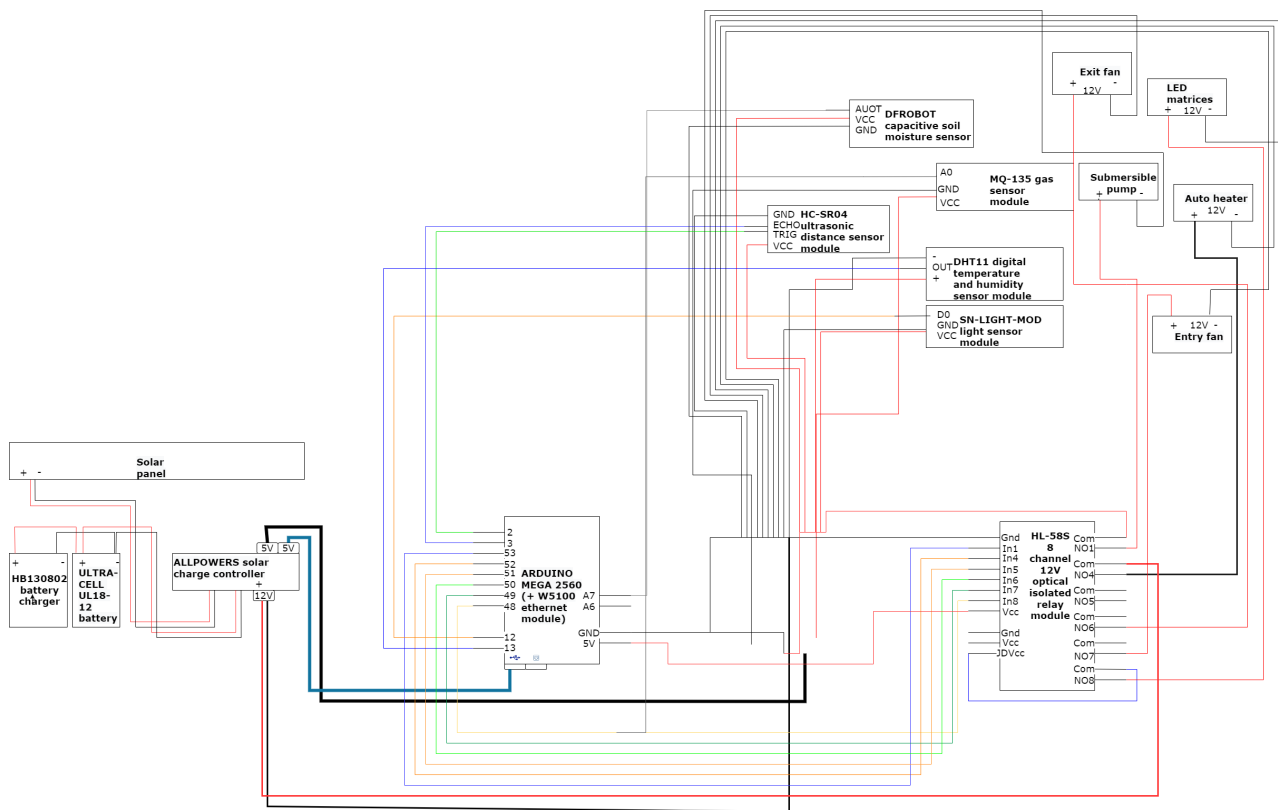 Exit fan
+ 12V -
LED
matrices
+ 12V -
AUOT
VCC
GND
DFROBOT
capacitive soil
moisture sensor
A0
GND
VCC
MQ-135 gas
sensor
module
Submersible
pump
+ -
Auto heater
+ 12V -
GND
ECHO
TRIG
VCC
HC-SR04
ultrasonic
distance sensor
module
-
OUT
+
DHT11 digital
temperature
and humidity
sensor module
D0
GND
VCC
SN-LIGHT-MOD
light sensor
module
+ 12V -
Entry fan
Solar
panel
+ -
+ -
HB130802
battery
charger
+ -
ULTRA-
CELL
UL18-
12
battery
5V 5V
ALLPOWERS solar
charge controller
+
12V
2
3
53
52
51
50
49
48
12
13
ARDUINO
MEGA 2560
(+ W5100
ethernet
module)
A7
A6
GND
5V
Gnd
In1
In4
In5
In6
In7
In8
Vcc
Gnd
Vcc
JDVcc
HL-58S
8
channel
12V
optical
isolated
relay
module
Com
NO1
Com
NO4
Com
NO5
Com
NO6
Com
NO7
Com
NO8